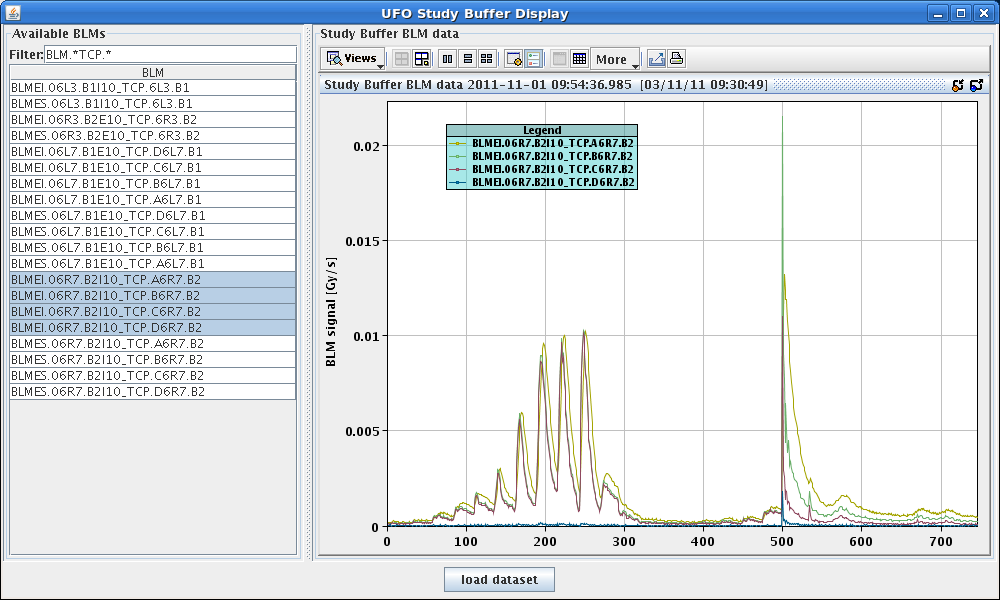 UFO Study Buffer Display
Available BLMs
Filter: BLM.*TCP.*
BLM
BLMEI.06L3.B1I10_TCP.6L3.B1
BLMES.06L3.B1I10_TCP.6L3.B1
BLMEI.06R3.B2E10_TCP.6R3.B2
BLMES.06R3.B2E10_TCP.6R3.B2
BLMEI.06L7.B1E10_TCP.D6L7.B1
BLMEI.06L7.B1E10_TCP.C6L7.B1
BLMEI.06L7.B1E10_TCP.B6L7.B1
BLMEI.06L7.B1E10_TCP.A6L7.B1
BLMES.06L7.B1E10_TCP.D6L7.B1
BLMES.06L7.B1E10_TCP.C6L7.B1
BLMES.06L7.B1E10_TCP.B6L7.B1
BLMES.06L7.B1E10_TCP.A6L7.B1
BLMEI.06R7.B2I10_TCP.A6R7.B2
BLMEI.06R7.B2I10_TCP.B6R7.B2
BLMEI.06R7.B2I10_TCP.C6R7.B2
BLMEI.06R7.B2I10_TCP.D6R7.B2
BLMES.06R7.B2I10_TCP.A6R7.B2
BLMES.06R7.B2I10_TCP.B6R7.B2
BLMES.06R7.B2I10_TCP.C6R7.B2
BLMES.06R7.B2I10_TCP.D6R7.B2
Study Buffer BLM data
Views
More
Study Buffer BLM data 2011-11-01 09:54:36.985 [03/11/11 09:30:49]
Legend
BLMEI.06R7.B2I10_TCP.A6R7.B2
BLMEI.06R7.B2I10_TCP.B6R7.B2
BLMEI.06R7.B2I10_TCP.C6R7.B2
BLMEI.06R7.B2I10_TCP.D6R7.B2
BLM signal [Gy/s]
0.02
0.015
0.01
0.005
0
0 100 200 300 400 500 600 700
load dataset